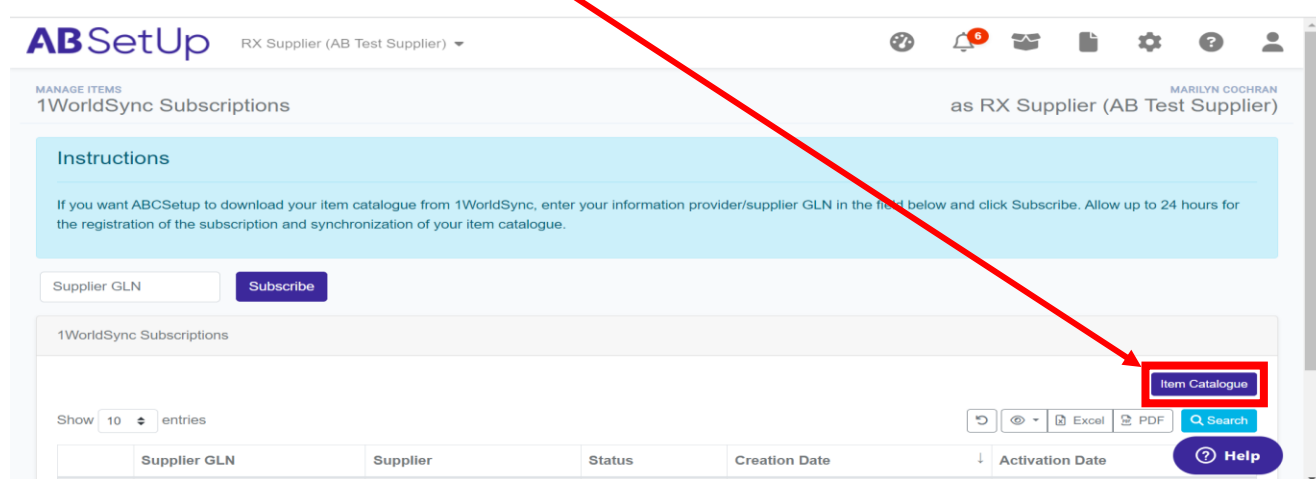 ABSetUp RX Supplier (AB Test Supplier) 6 ?
MANAGE ITEMS
1WorldSync Subscriptions
MARILYN COCHRAN
as RX Supplier (AB Test Supplier)
Instructions
If you want ABCSetup to download your item catalogue from 1WorldSync, enter your information provider/supplier GLN in the field below and click Subscribe. Allow up to 24 hours for
the registration of the subscription and synchronization of your item catalogue.
Supplier GLN Subscribe
1WorldSync Subscriptions
Item Catalogue
Show 10 entries Excel PDF Search
Supplier GLN Supplier Status Creation Date ↓ Activation Date
? Help